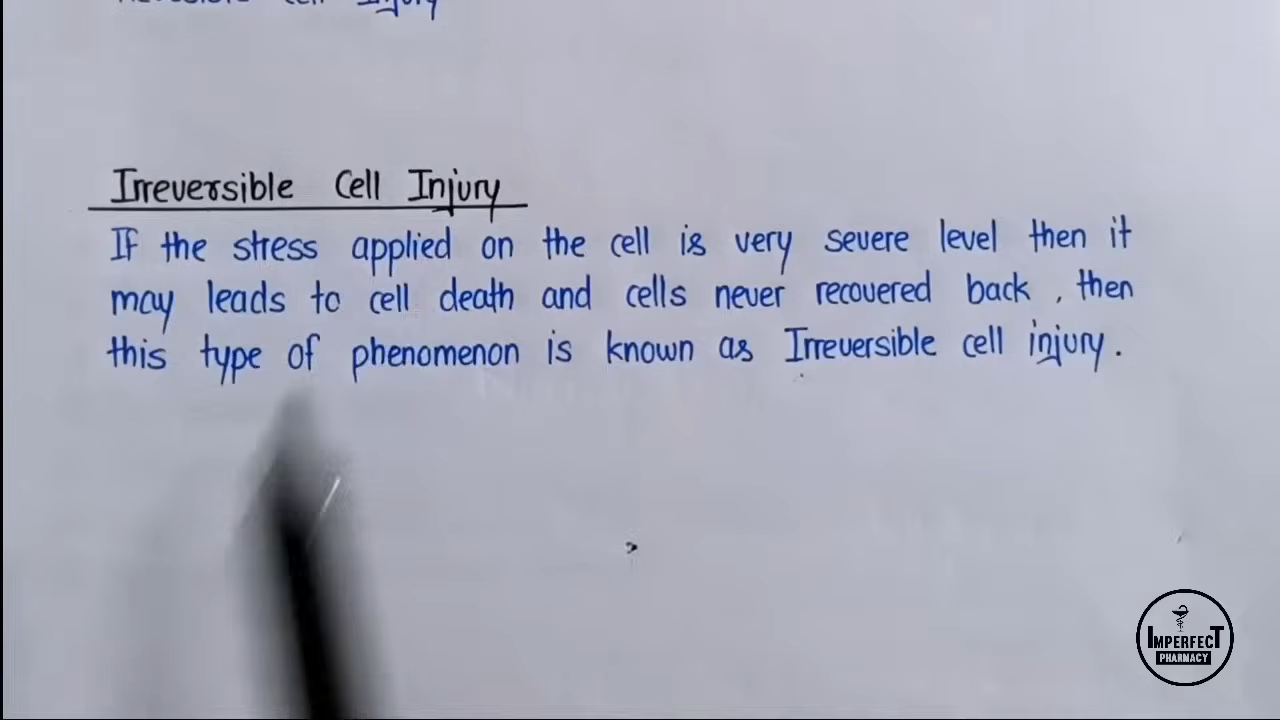 Cell Injury
Irreversible Cell Injury
If the stress applied on the cell is very severe level then it
may leads to cell death and cells never recovered back , then
this type of phenomenon is known as Irreversible cell injury.
IMPERFECT
PHARMACY